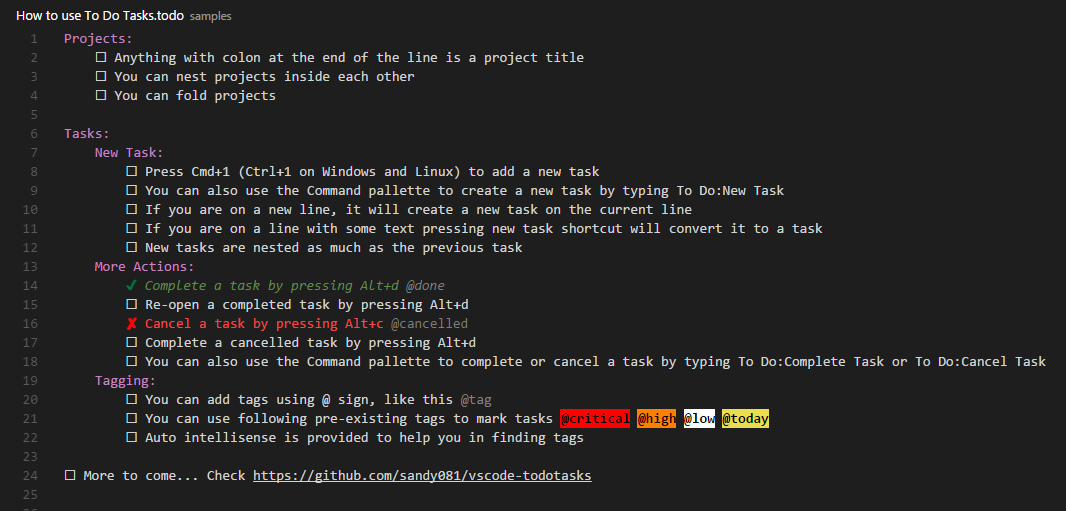 How to use To Do Tasks.todo samples
1 Projects:
2 ☐ Anything with colon at the end of the line is a project title
3 ☐ You can nest projects inside each other
4 ☐ You can fold projects
5
6 Tasks:
7 New Task:
8 ☐ Press Cmd+1 (Ctrl+1 on Windows and Linux) to add a new task
9 ☐ You can also use the Command pallette to create a new task by typing To Do:New Task
10 ☐ If you are on a new line, it will create a new task on the current line
11 ☐ If you are on a line with some text pressing new task shortcut will convert it to a task
12 ☐ New tasks are nested as much as the previous task
13 More Actions:
14 ✔ Complete a task by pressing Alt+d @done
15 ☐ Re-open a completed task by pressing Alt+d
16 ✘ Cancel a task by pressing Alt+c @cancelled
17 ☐ Complete a cancelled task by pressing Alt+d
18 ☐ You can also use the Command pallette to complete or cancel a task by typing To Do:Complete Task or To Do:Cancel Task
19 Tagging:
20 ☐ You can add tags using @ sign, like this @tag
21 ☐ You can use following pre-existing tags to mark tasks @critical @high @low @today
22 ☐ Auto intellisense is provided to help you in finding tags
23
24 ☐ More to come... Check https://github.com/sandy081/vscode-todotasks
25
26